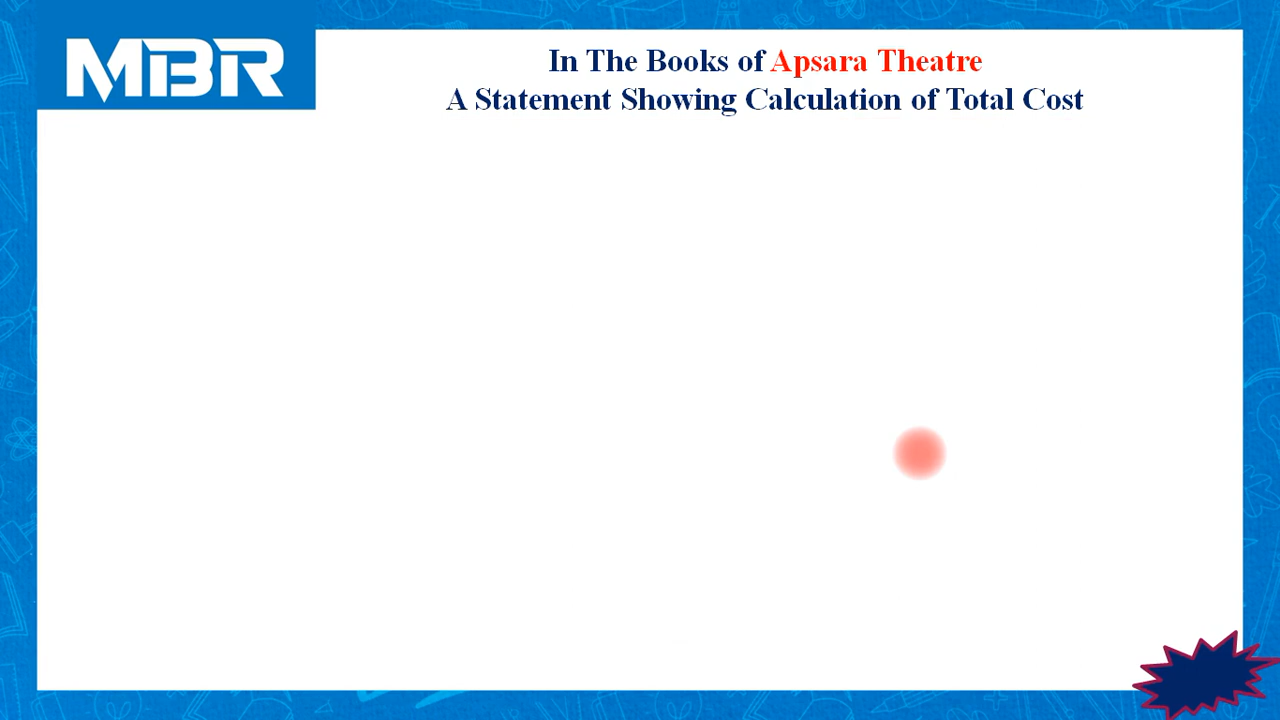 MBR
In The Books of Apsara Theatre
A Statement Showing Calculation of Total Cost